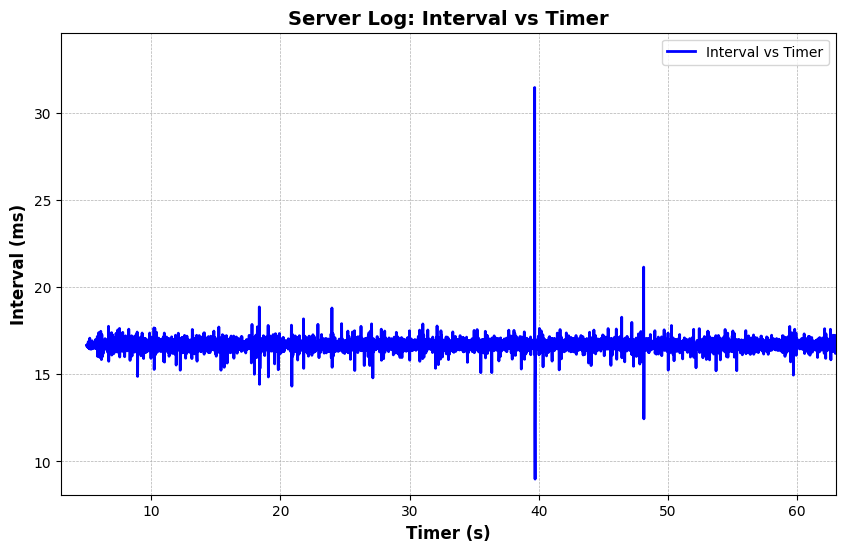 Server Log: Interval vs Timer
Interval vs Timer
30
25
20
15
10
Interval (ms)
10 20 30 40 50 60
Timer (s)